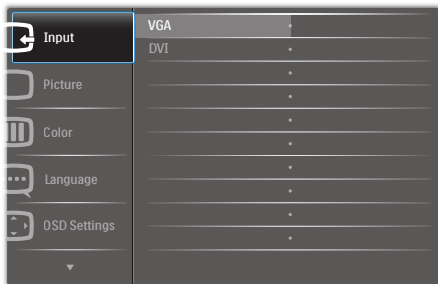 Input
VGA
DVI
Picture
Color
Language
OSD Settings